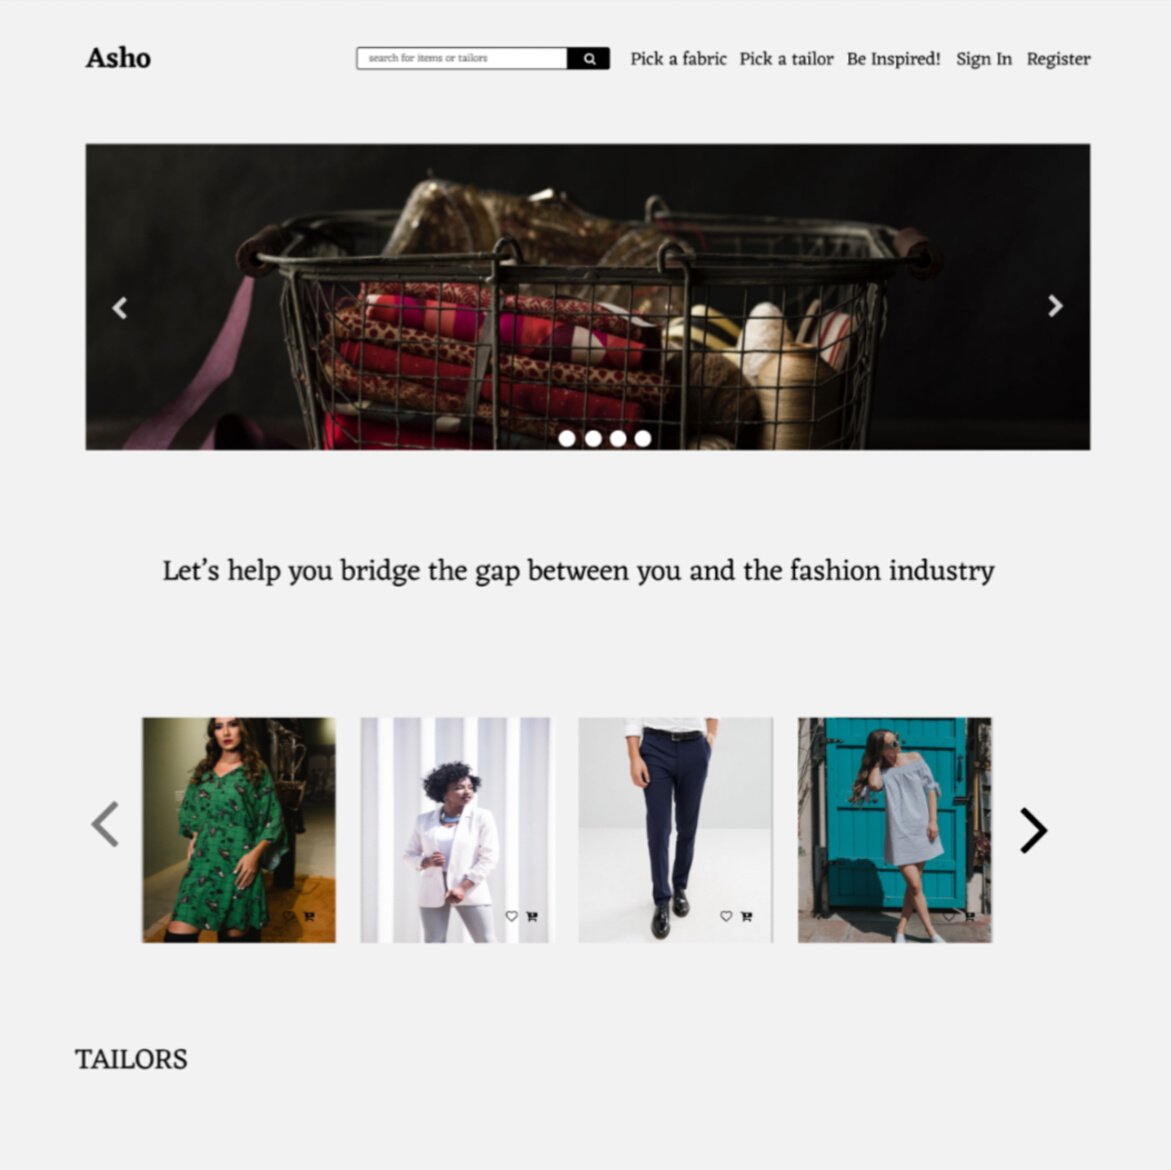 Asho
search for items or tailors
Pick a fabric Pick a tailor Be Inspired! Sign In Register
Let's help you bridge the gap between you and the fashion industry
TAILORS